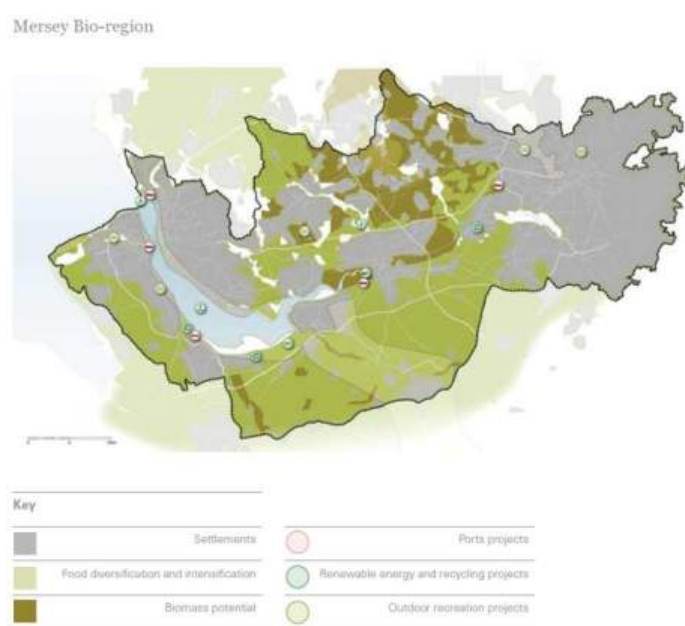 Mersey Bio-region
Key
Settlements
Ports projects
Food diversification and intensification
Renewable energy and recycling projects
Biomass potential
Outdoor recreation projects